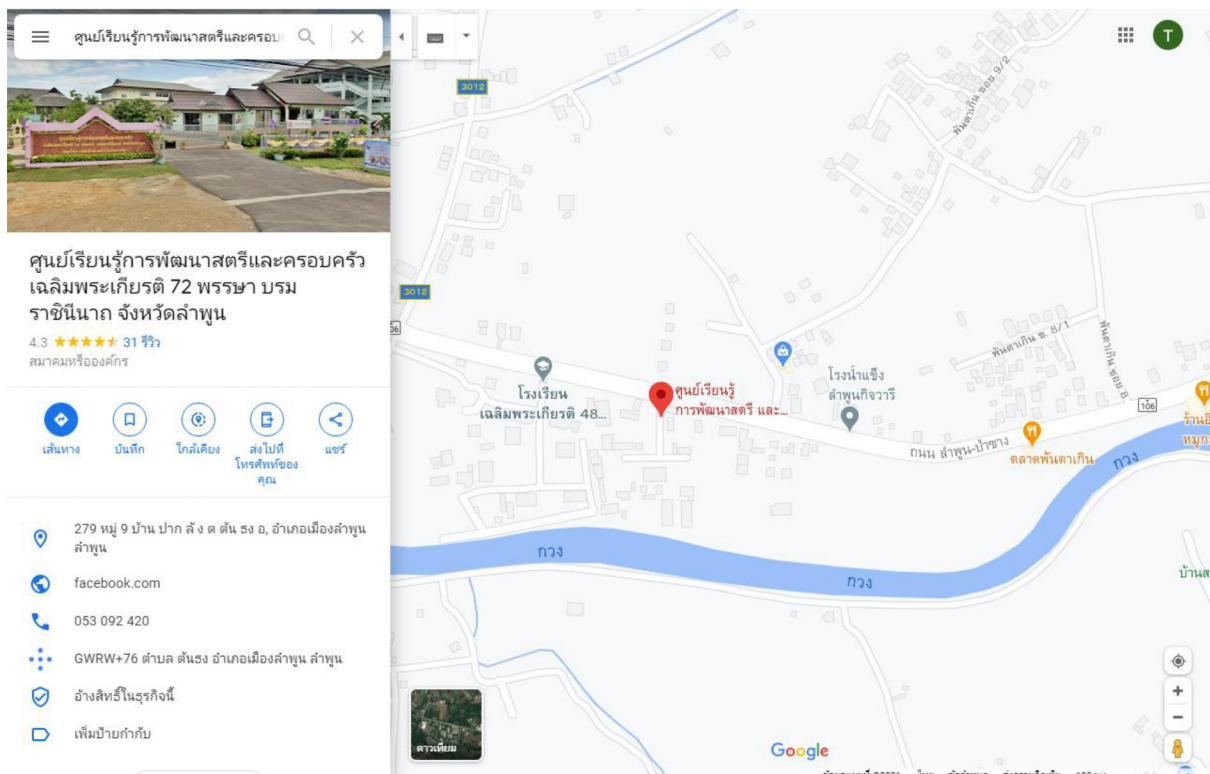 ศูนย์เรียนรู้การพัฒนาสตรีและครอบ
ศูนย์เรียนรู้การพัฒนาสตรีและครอบครัว
เฉลิมพระเกียรติ 72 พรรษา บรม
ราชินีนาถ จังหวัดลำพูน
4.3 31 รีวิว
สมาคมหรือองค์กร
เส้นทาง
บันทึก
ใกล้เคียง
ส่งไปที่
โทรศัพท์ของ
คุณ
แชร์
279 หมู่ 9 บ้าน ปาก ล้ ง ต ต้น ธง อ, อำเภอเมืองลำพูน
ลำพูน
facebook.com
053 092 420
GWRW+76 ตำบล ต้นธง อำเภอเมืองลำพูน ลำพูน
อ้างสิทธิ์ในธุรกิจนี้
เพิ่มป้ายกำกับ
T
3012
พันตาเกิน ซอย 9/2
3012
โรงเรียน
เฉลิมพระเกียรติ 48...
ศูนย์เรียนรู้
การพัฒนาสตรี และ...
โรงน้ำแข็ง
ลำพูนกิจวารี
พันตาเกิน ซ. 8/1
พันตาเกิน ซอย 8
106
ถนน ลำพูน-ป่าซาง
ตลาดพันตาเกิน
กวง
กวง
กวง
ดาวเทียม
Google